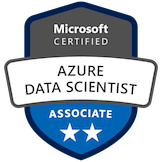 Microsoft
CERTIFIED
AZURE
DATA SCIENTIST
ASSOCIATE